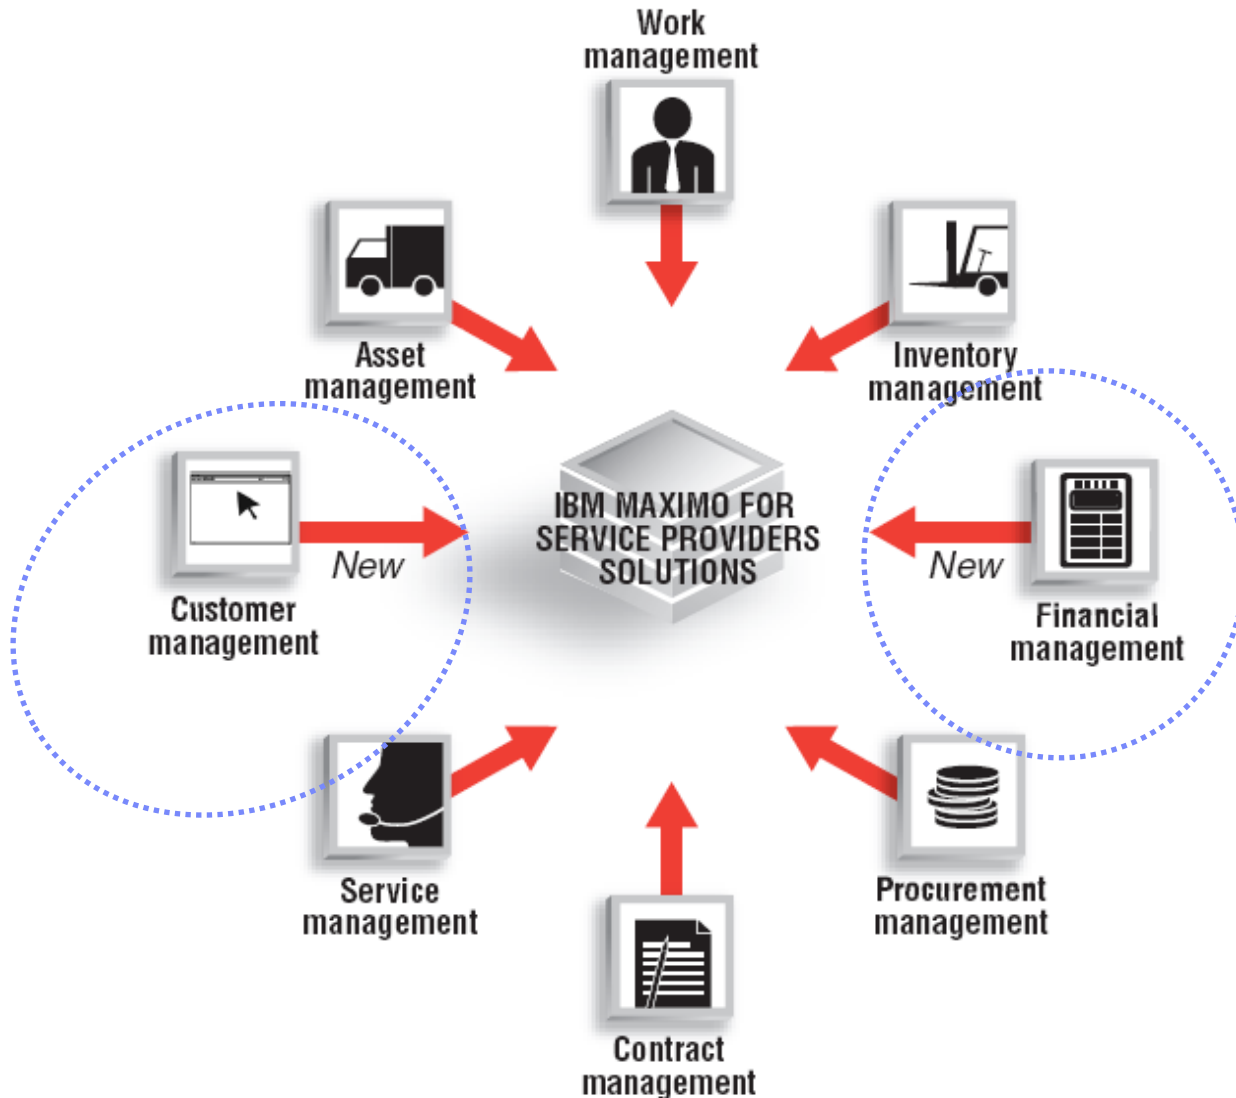 Work
management
Asset
management
Inventory
management
IBM MAXIMO FOR
SERVICE PROVIDERS
SOLUTIONS
New
Customer
management
New
Financial
management
Service
management
Procurement
management
Contract
management